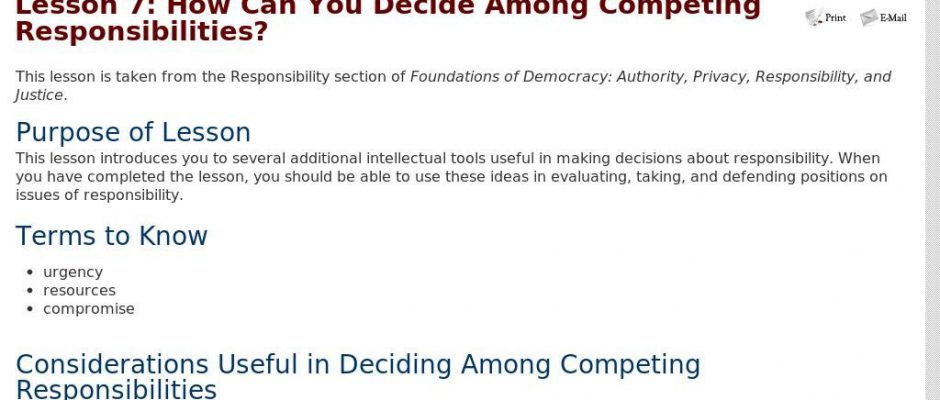 Lesson 7: How Can You Decide Among Competing
Responsibilities?
Print
E-Mail
This lesson is taken from the Responsibility section of Foundations of Democracy: Authority, Privacy, Responsibility, and
Justice.
Purpose of Lesson
This lesson introduces you to several additional intellectual tools useful in making decisions about responsibility. When
you have completed the lesson, you should be able to use these ideas in evaluating, taking, and defending positions on
issues of responsibility.
Terms to Know
• urgency
• resources
• compromise
Considerations Useful in Deciding Among Competing
Responsibilities